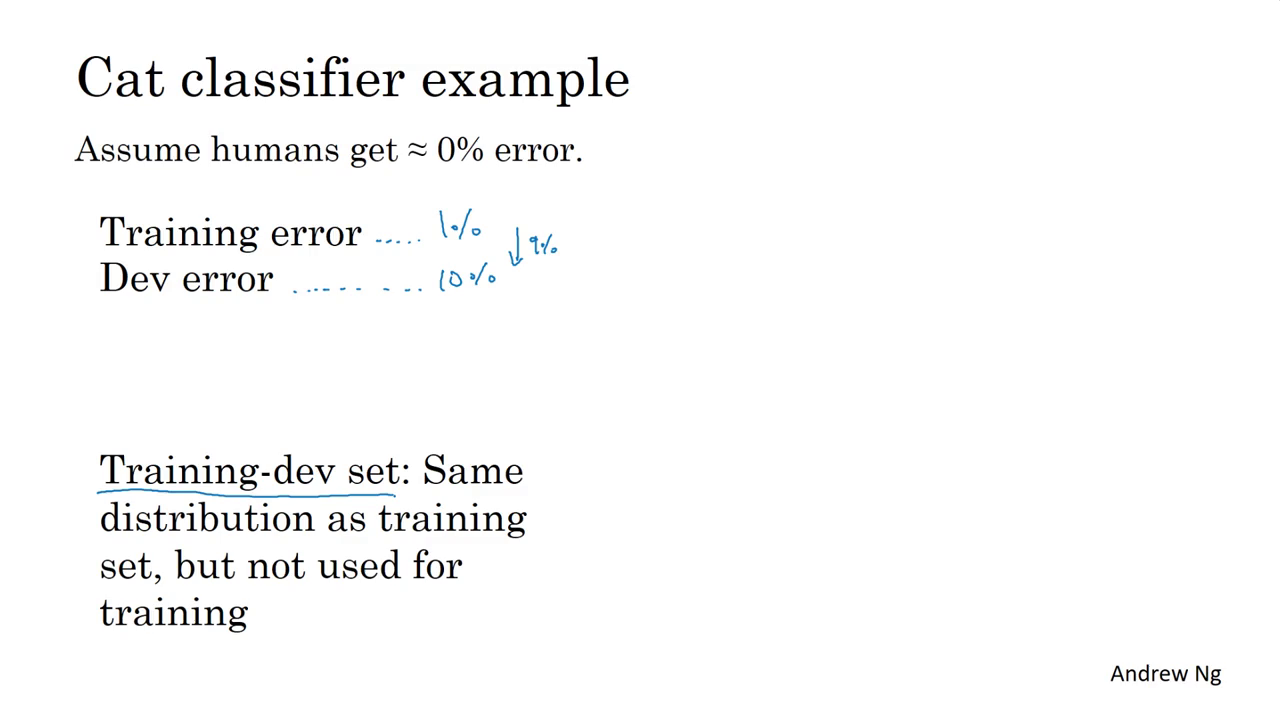 Cat classifier example
Assume humans get ≈ 0% error.
Training error ..... 1% ↓ 9%
Dev error ......... 10%
Training-dev set: Same
distribution as training
set, but not used for
training
Andrew Ng